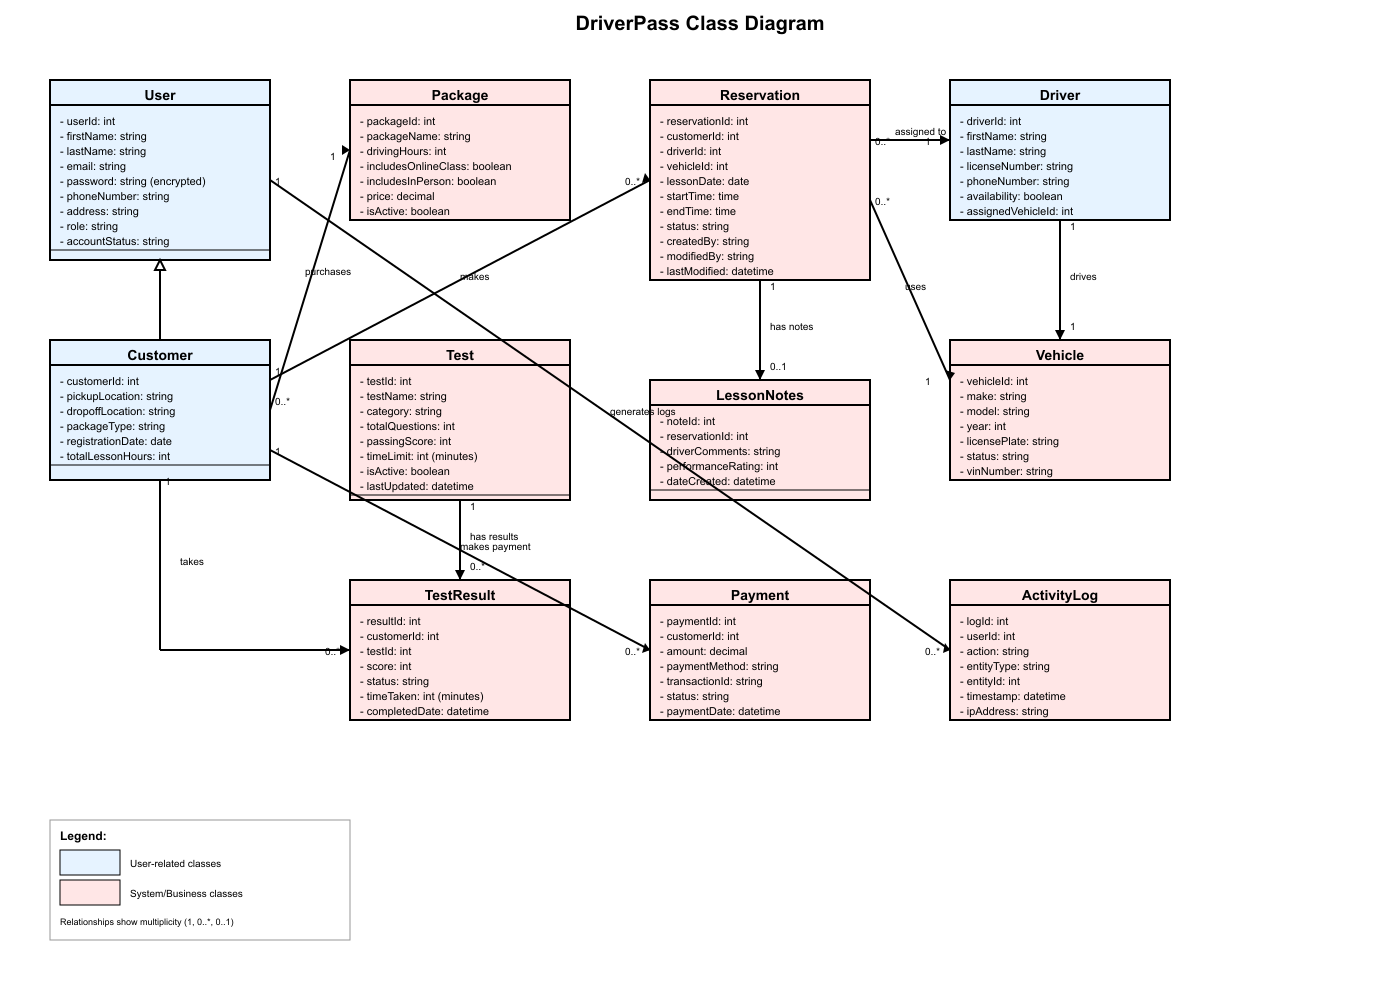 DriverPass Class Diagram
User
- userId: int
- firstName: string
- lastName: string
- email: string
- password: string (encrypted)
- phoneNumber: string
- address: string
- role: string
- accountStatus: string
Package
- packageId: int
- packageName: string
- drivingHours: int
- includesOnlineClass: boolean
- includesInPerson: boolean
- price: decimal
- isActive: boolean
Reservation
- reservationId: int
- customerId: int
- driverId: int
- vehicleId: int
- lessonDate: date
- startTime: time
- endTime: time
- status: string
- createdBy: string
- modifiedBy: string
- lastModified: datetime
Driver
- driverId: int
- firstName: string
- lastName: string
- licenseNumber: string
- phoneNumber: string
- availability: boolean
- assignedVehicleId: int
assigned to
0..*
1
1
1
0..*
0..*
purchases
makes
uses
1
drives
1
1
has notes
0..1
Customer
- customerId: int
- pickupLocation: string
- dropoffLocation: string
- packageType: string
- registrationDate: date
- totalLessonHours: int
1
0..*
1
1
Test
- testId: int
- testName: string
- category: string
- totalQuestions: int
- passingScore: int
- timeLimit: int (minutes)
- isActive: boolean
- lastUpdated: datetime
generates logs
LessonNotes
- noteId: int
- reservationId: int
- driverComments: string
- performanceRating: int
- dateCreated: datetime
1
Vehicle
- vehicleId: int
- make: string
- model: string
- year: int
- licensePlate: string
- status: string
- vinNumber: string
takes
1
has results
makes payment
0..*
0..*
TestResult
- resultId: int
- customerId: int
- testId: int
- score: int
- status: string
- timeTaken: int (minutes)
- completedDate: datetime
0..*
Payment
- paymentId: int
- customerId: int
- amount: decimal
- paymentMethod: string
- transactionId: string
- status: string
- paymentDate: datetime
0..*
ActivityLog
- logId: int
- userId: int
- action: string
- entityType: string
- entityId: int
- timestamp: datetime
- ipAddress: string
Legend:
User-related classes
System/Business classes
Relationships show multiplicity (1, 0..*, 0..1)